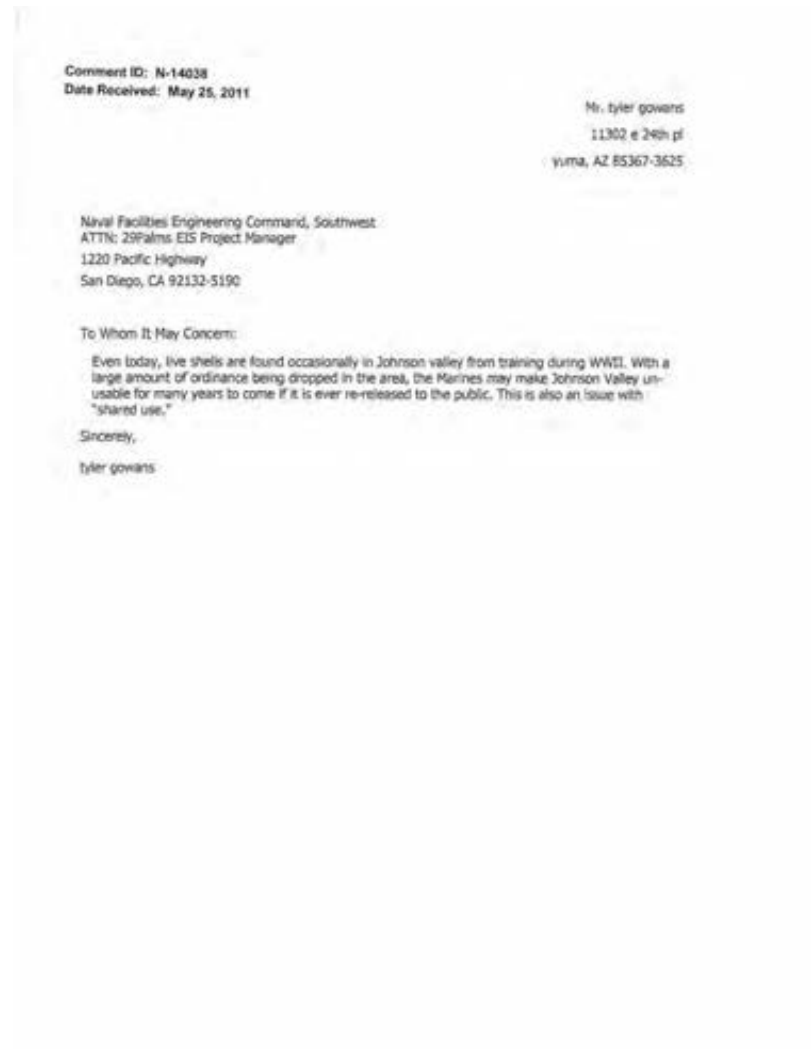 Comment ID: N-14038
Date Received: May 25, 2011
Mr. tyler gowans
11302 e 24th pl
yuma, AZ 85367-3625
Naval Facilities Engineering Command, Southwest
ATTN: 29Palms EIS Project Manager
1220 Pacific Highway
San Diego, CA 92132-5190
To Whom It May Concern:
Even today, live shells are found occasionally in Johnson valley from training during WWII. With a
large amount of ordinance being dropped in the area, the Marines may make Johnson Valley un-
usable for many years to come if it is ever re-released to the public. This is also an issue with
"shared use."
Sincerely,
tyler gowans